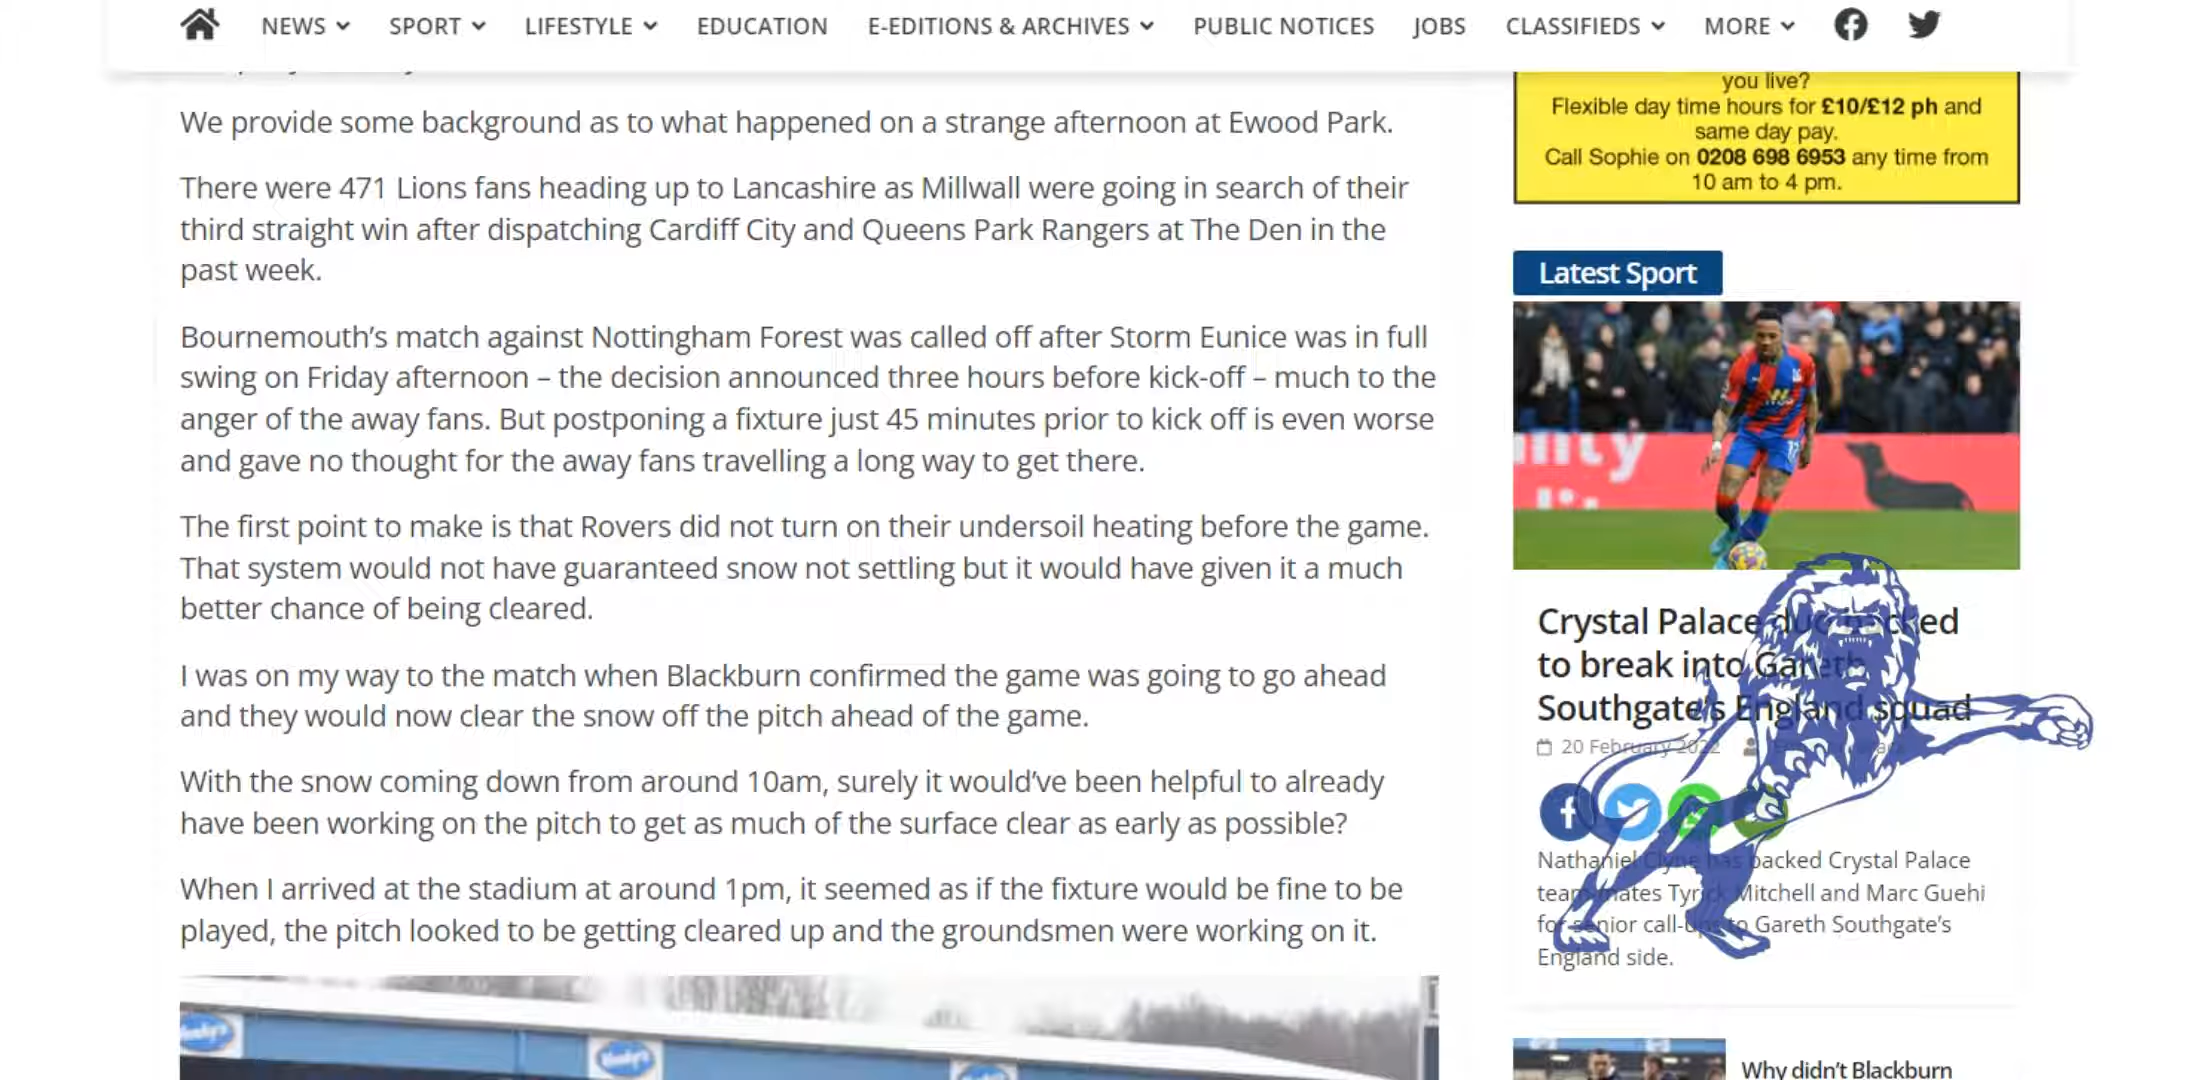 NEWS SPORT LIFESTYLE EDUCATION E-EDITIONS & ARCHIVES PUBLIC NOTICES JOBS CLASSIFIEDS MORE
We provide some background as to what happened on a strange afternoon at Ewood Park.
There were 471 Lions fans heading up to Lancashire as Millwall were going in search of their
third straight win after dispatching Cardiff City and Queens Park Rangers at The Den in the
past week.
Bournemouth’s match against Nottingham Forest was called off after Storm Eunice was in full
swing on Friday afternoon – the decision announced three hours before kick-off – much to the
anger of the away fans. But postponing a fixture just 45 minutes prior to kick off is even worse
and gave no thought for the away fans travelling a long way to get there.
The first point to make is that Rovers did not turn on their undersoil heating before the game.
That system would not have guaranteed snow not settling but it would have given it a much
better chance of being cleared.
I was on my way to the match when Blackburn confirmed the game was going to go ahead
and they would now clear the snow off the pitch ahead of the game.
With the snow coming down from around 10am, surely it would’ve been helpful to already
have been working on the pitch to get as much of the surface clear as early as possible?
When I arrived at the stadium at around 1pm, it seemed as if the fixture would be fine to be
played, the pitch looked to be getting cleared up and the groundsmen were working on it.
you live?
Flexible day time hours for £10/£12 ph and
same day pay.
Call Sophie on 0208 698 6953 any time from
10 am to 4 pm.
Latest Sport
Crystal Palace duo backed
to break into Gareth
Southgate’s England squad
20 February 2022
Nathaniel Clyne has backed Crystal Palace
team-mates Tyrick Mitchell and Marc Guehi
for senior call-ups to Gareth Southgate’s
England side.
Why didn’t Blackburn